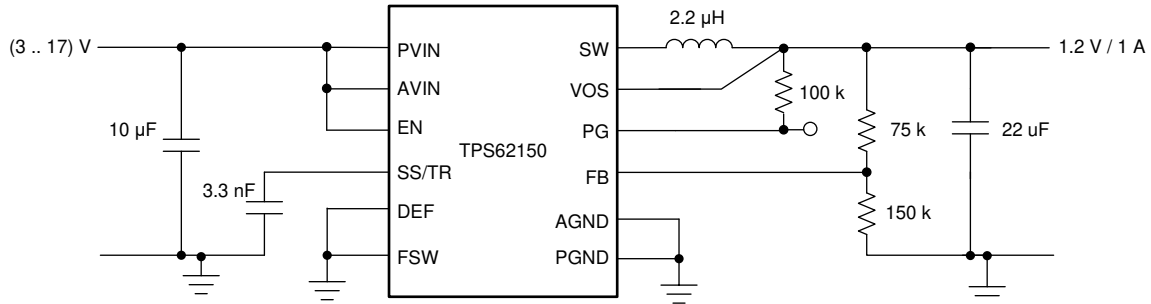 2.2 µH
(3 .. 17) V
PVIN
SW
1.2 V / 1 A
AVIN
VOS
100 k
10 µF
EN
PG
75 k
22 uF
TPS62150
SS/TR
FB
3.3 nF
DEF
AGND
150 k
FSW
PGND